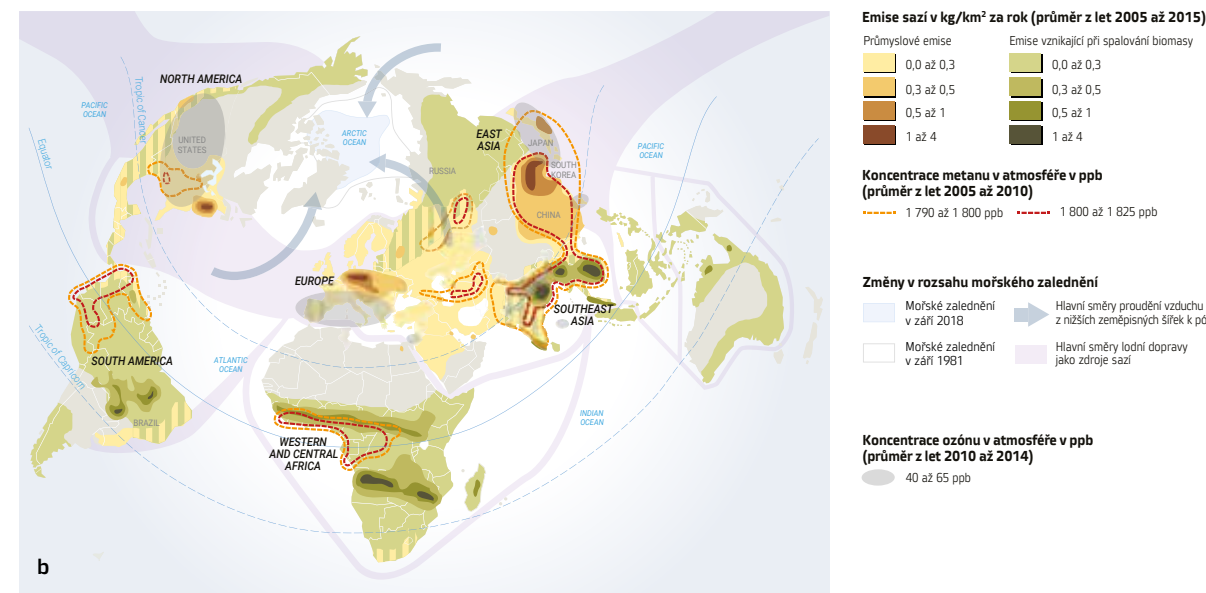 NORTH AMERICA
PACIFIC
OCEAN
Tropic of Cancer
Equator
UNITED
STATES
ARCTIC
OCEAN
RUSSIA
EAST
ASIA
JAPAN
SOUTH
KOREA
CHINA
PACIFIC
OCEAN
EUROPE
SOUTHEAST
ASIA
Tropic of Capricorn
SOUTH AMERICA
ATLANTIC
OCEAN
BRAZIL
WESTERN
AND CENTRAL
AFRICA
INDIAN
OCEAN
b
Emise sazí v kg/km² za rok (průměr z let 2005 až 2015)
Průmyslové emise
Emise vznikající při spalování biomasy
0,0 až 0,3
0,0 až 0,3
0,3 až 0,5
0,3 až 0,5
0,5 až 1
0,5 až 1
1 až 4
1 až 4
Koncentrace metanu v atmosféře v ppb
(průměr z let 2005 až 2010)
1 790 až 1 800 ppb
1 800 až 1 825 ppb
Změny v rozsahu mořského zalednění
Mořské zalednění
v září 2018
Hlavní směry proudění vzduchu
z nižších zeměpisných šířek k pó
Mořské zalednění
v září 1981
Hlavní směry lodní dopravy
jako zdroje sazí
Koncentrace ozónu v atmosféře v ppb
(průměr z let 2010 až 2014)
40 až 65 ppb